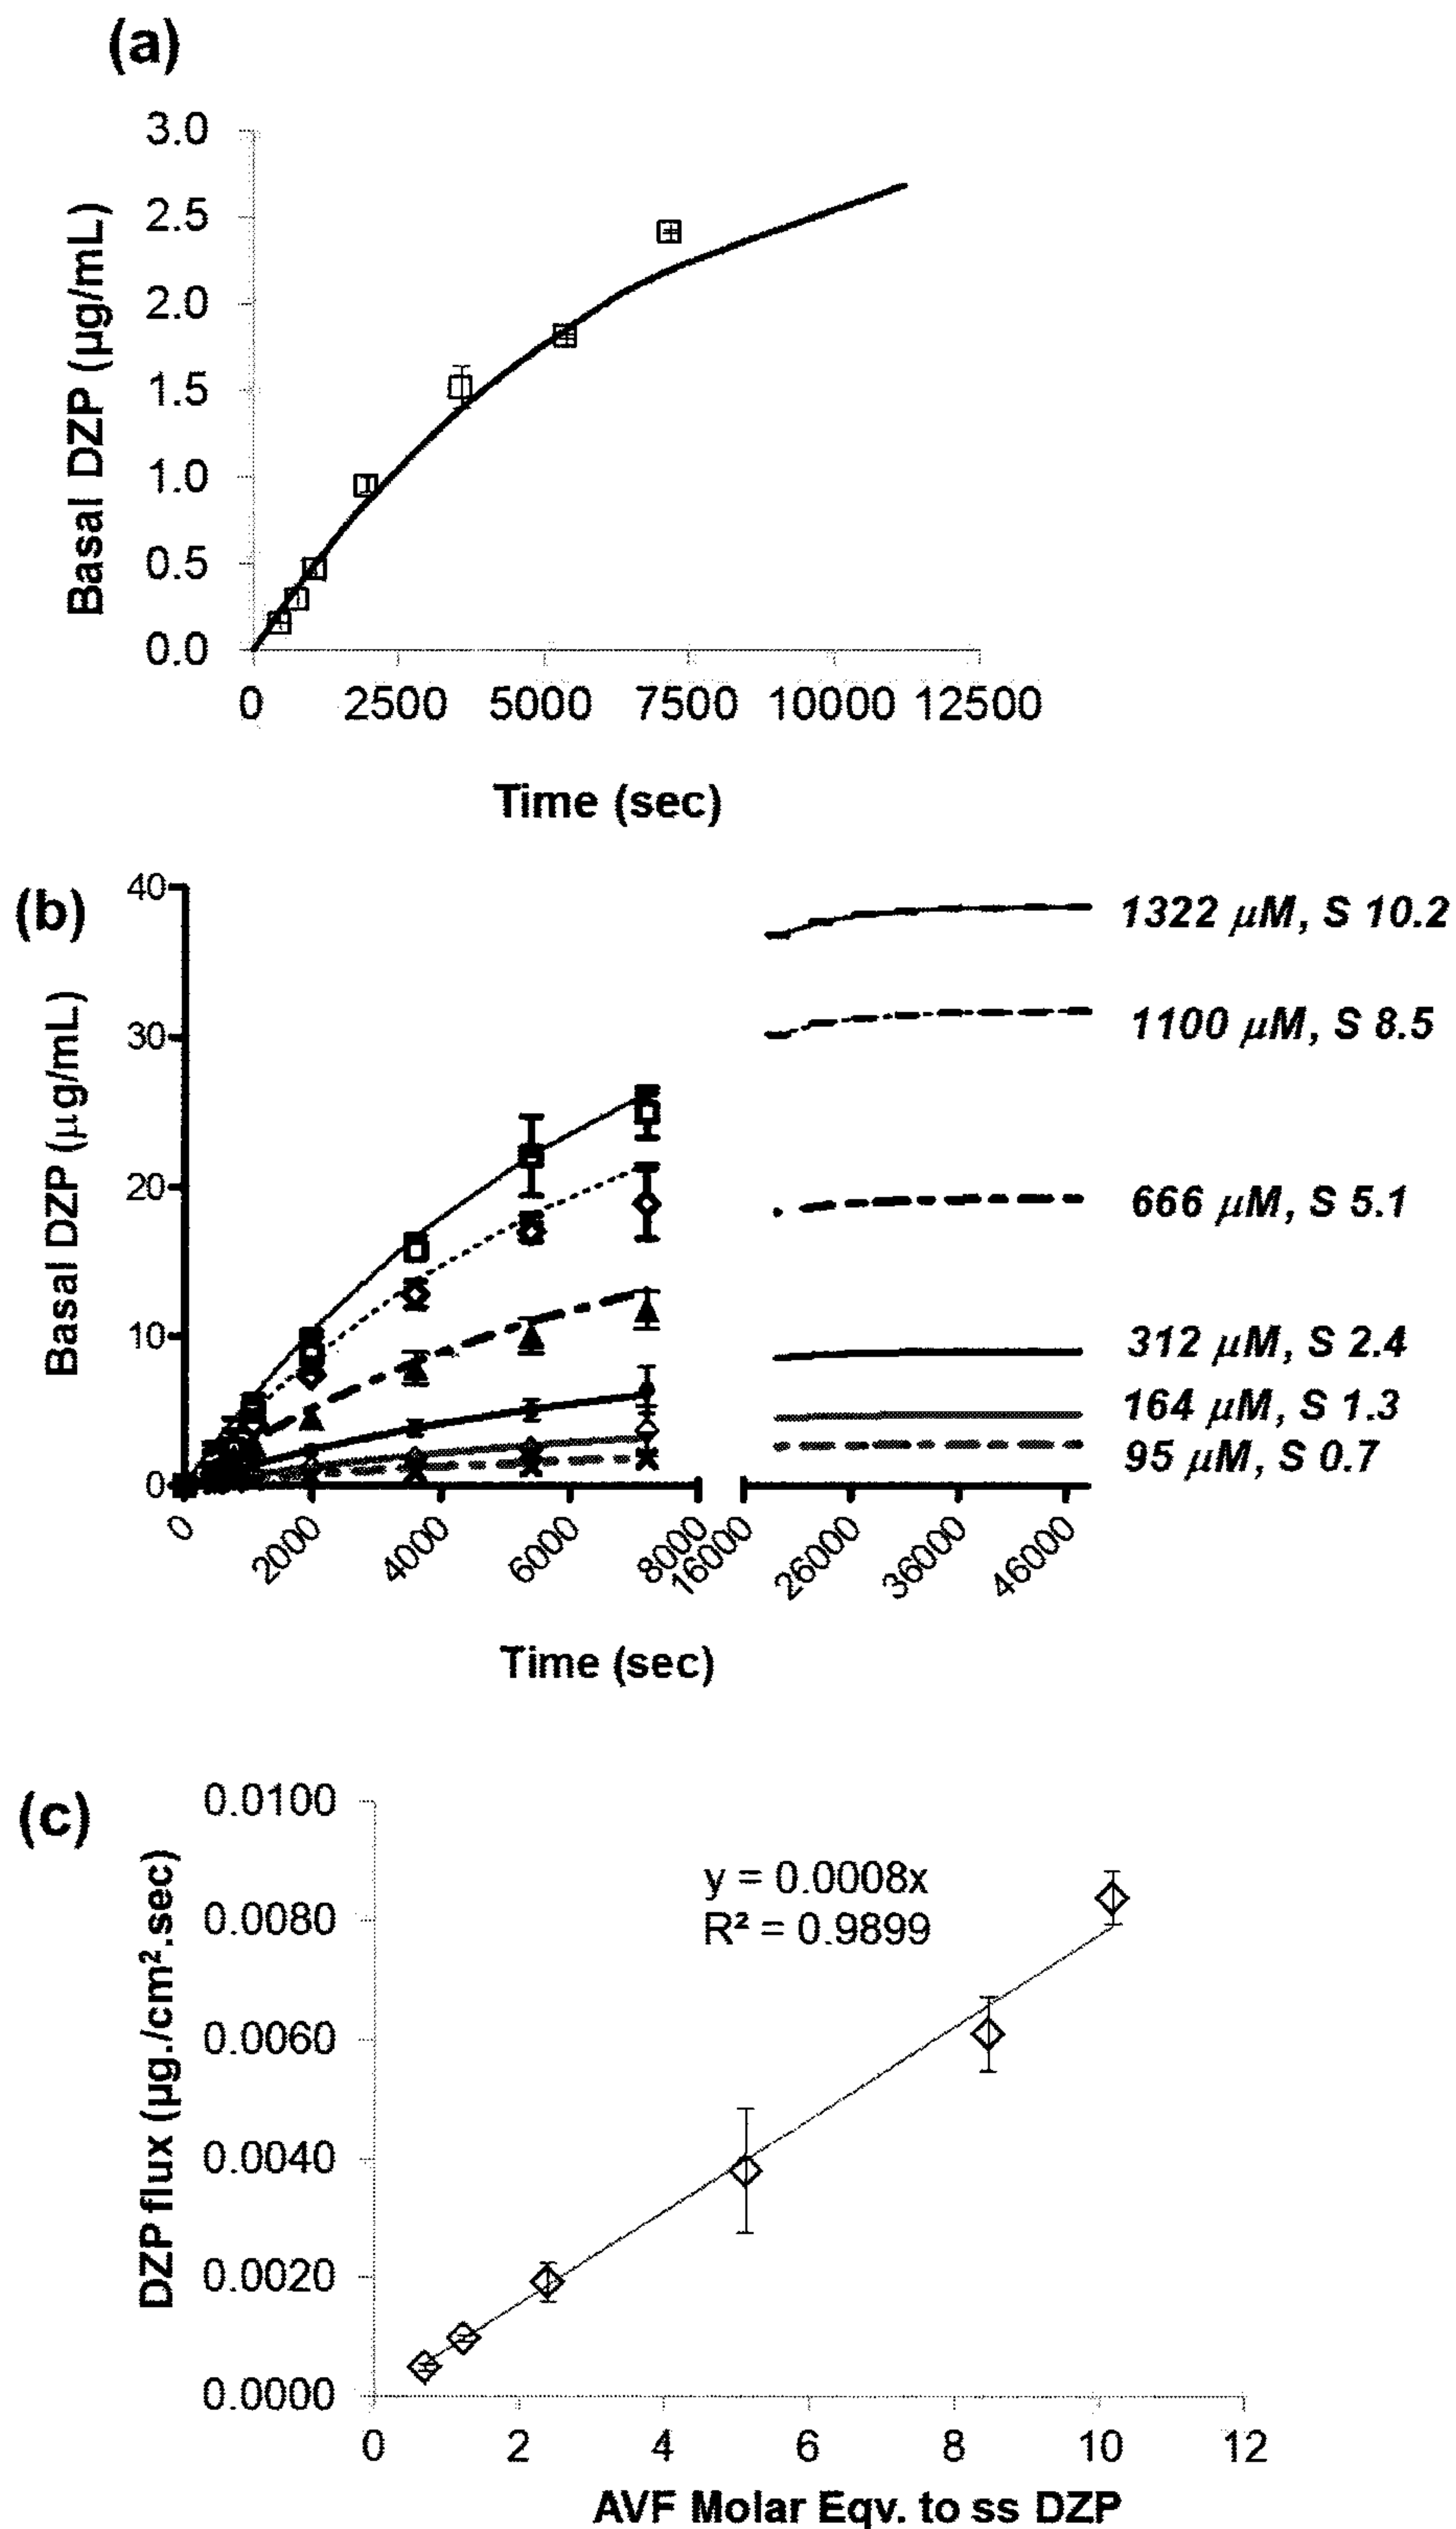 (a)
3.0
2.5
2.0
1.5
1.0
0.5
0.0
Basal DZP (µg/mL)
0 2500 5000 7500 10000 12500
Time (sec)
(b)
40
30
20
10
0
Basal DZP (µg/mL)
1322 µM, S 10.2
1100 µM, S 8.5
666 µM, S 5.1
312 µM, S 2.4
164 µM, S 1.3
95 µM, S 0.7
0 2000 4000 6000 8000 16000 26000 36000 46000
Time (sec)
(c)
0.0100
0.0080
0.0060
0.0040
0.0020
0.0000
DZP flux (µg./cm².sec)
y = 0.0008x
R² = 0.9899
0 2 4 6 8 10 12
AVF Molar Eqv. to ss DZP